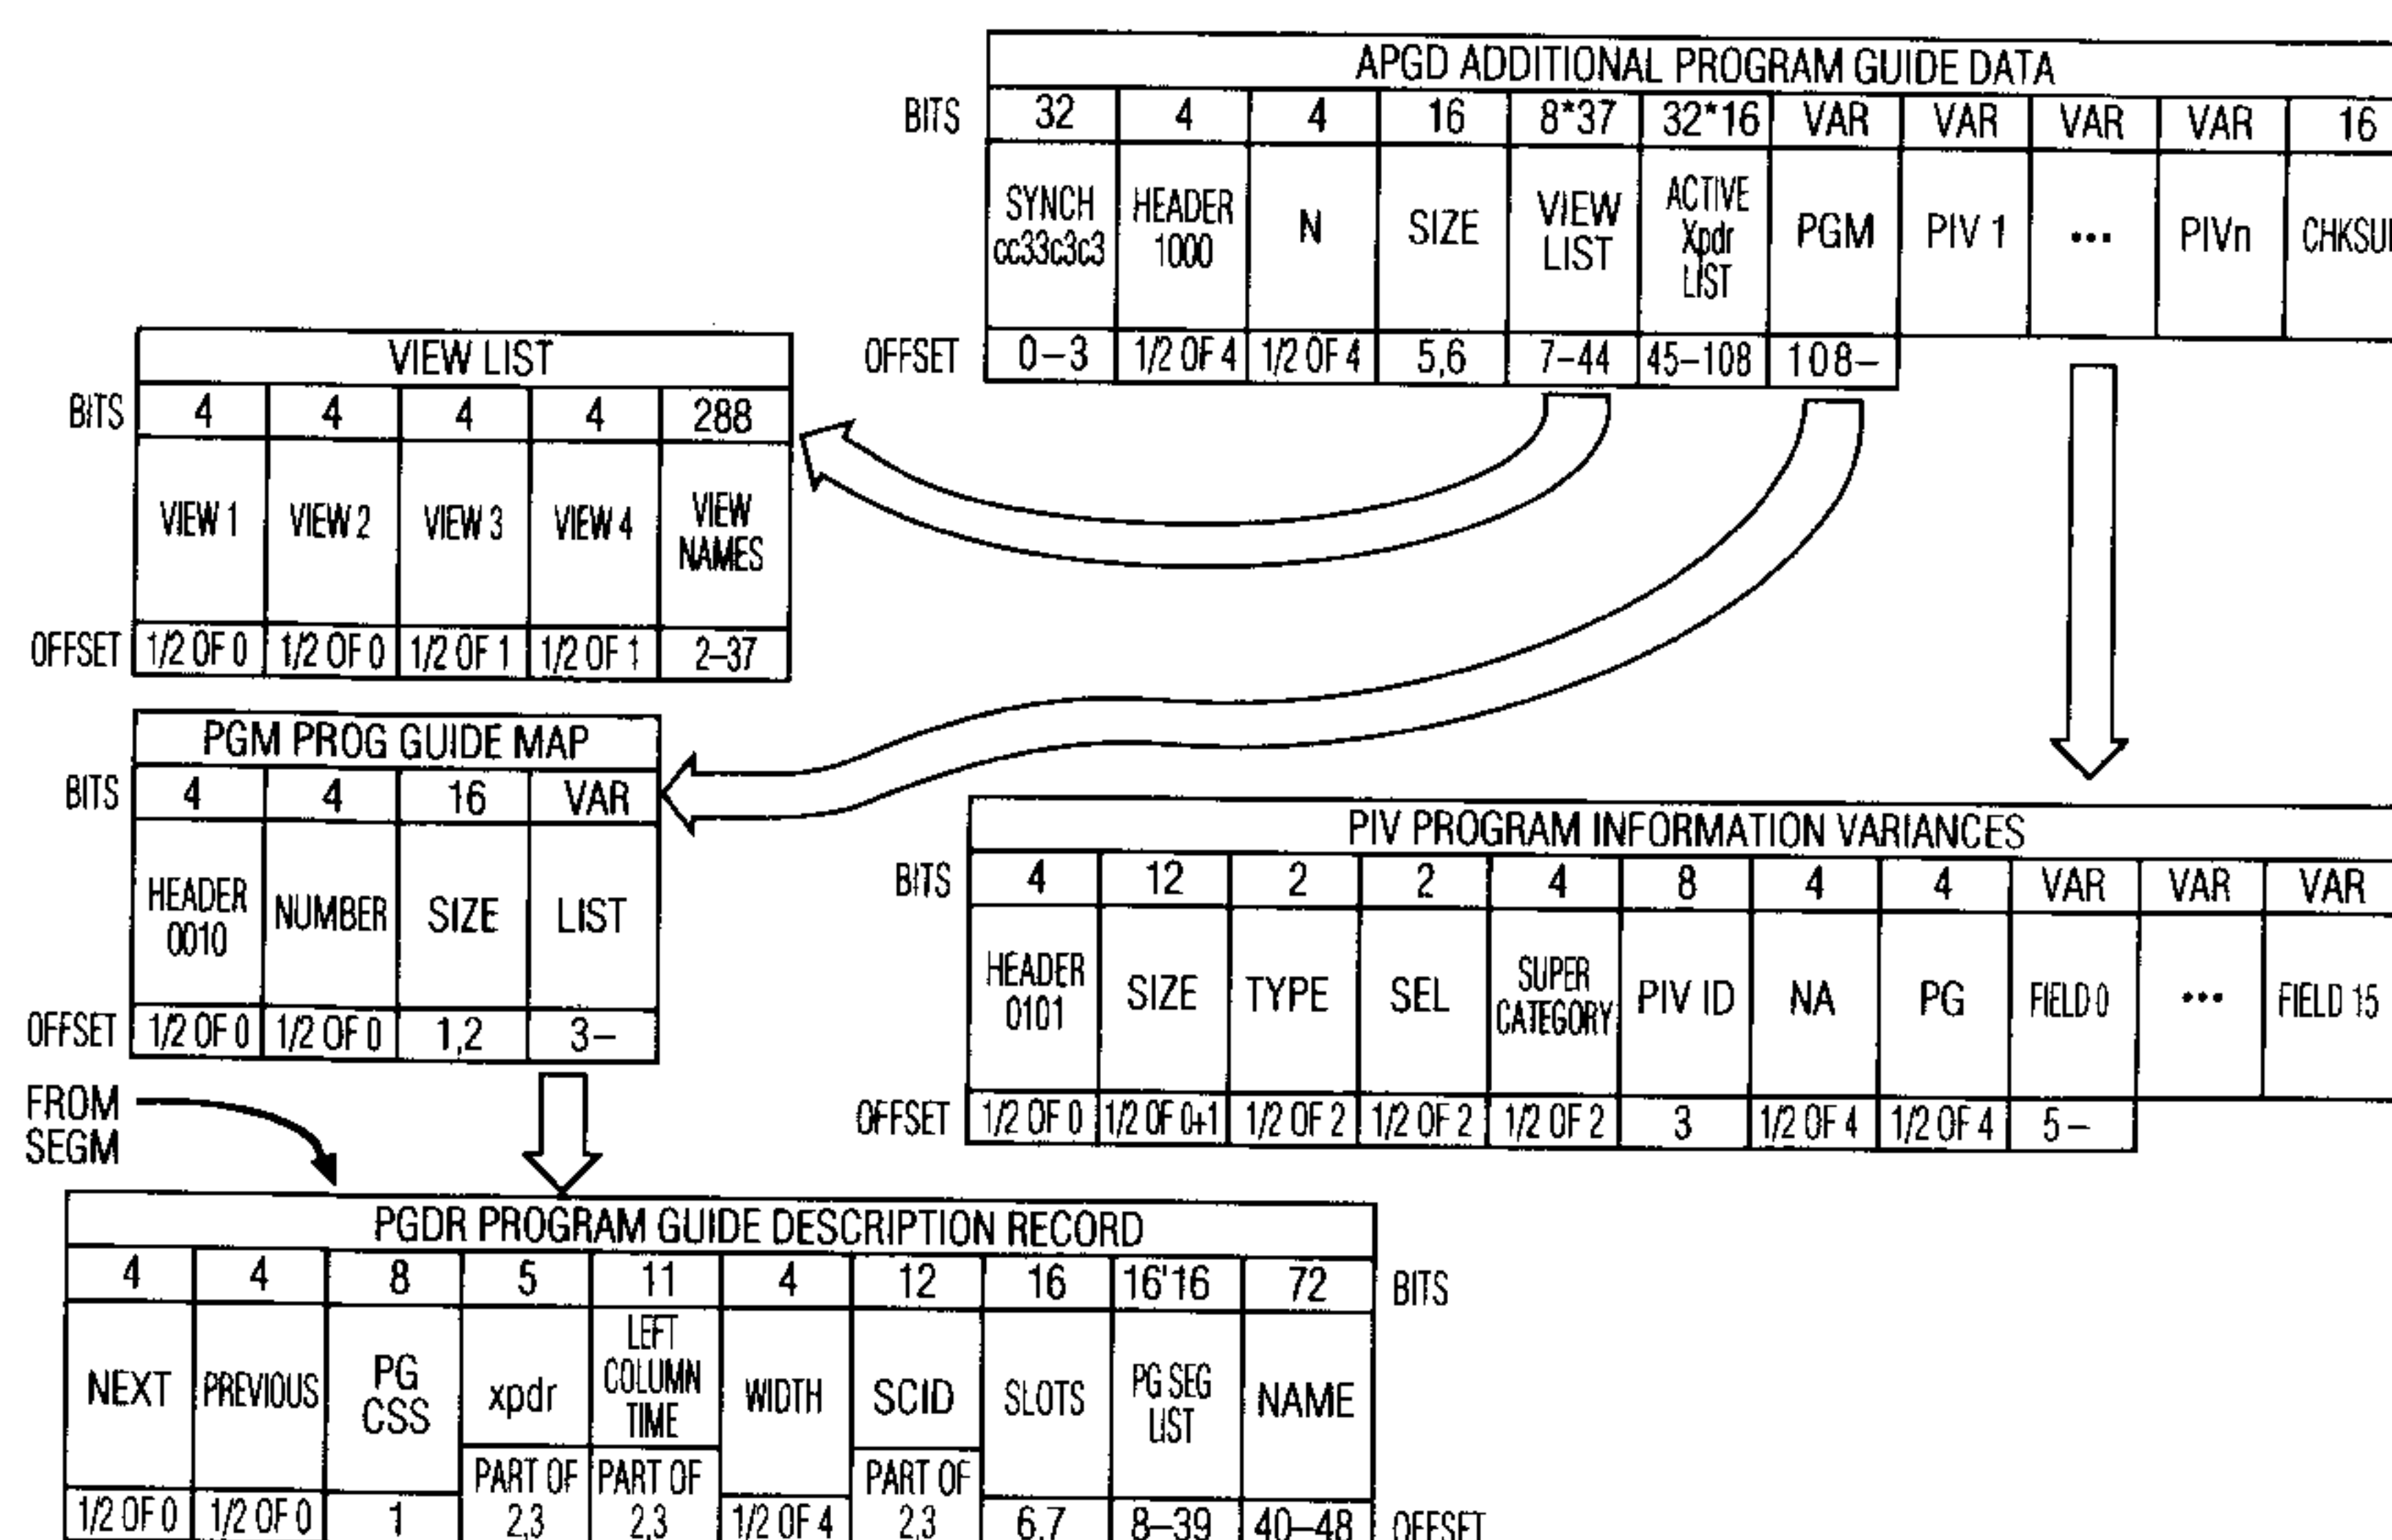 APGD ADDITIONAL PROGRAM GUIDE DATA
BITS 32 4 4 16 8*37 32*16 VAR VAR VAR VAR 16
SYNCH cc33c3c3 HEADER 1000 N SIZE VIEW LIST ACTIVE Xpdr LIST PGM PIV 1 ... PIVn
OFFSET 0–3 1/2 OF 4 1/2 OF 4 5,6 7–44 45–108 108–
VIEW LIST
BITS 4 4 4 4 288
VIEW 1 VIEW 2 VIEW 3 VIEW 4 VIEW NAMES
OFFSET 1/2 OF 0 1/2 OF 0 1/2 OF 1 1/2 OF 1 2–37
PGM PROG GUIDE MAP
BITS 4 4 16 VAR
HEADER 0010 NUMBER SIZE LIST
OFFSET 1/2 OF 0 1/2 OF 0 1,2 3–
PIV PROGRAM INFORMATION VARIANCES
BITS 4 12 2 2 4 8 4 4 VAR VAR VAR
HEADER 0101 SIZE TYPE SEL SUPER CATEGORY PIV ID NA PG FIELD 0 ... FIELD 15
OFFSET 1/2 OF 0 1/2 OF 0+1 1/2 OF 2 1/2 OF 2 1/2 OF 2 3 1/2 OF 4 1/2 OF 4 5–
FROM
SEGM
PGDR PROGRAM GUIDE DESCRIPTION RECORD
4 4 8 5 11 4 12 16 16'16 72 BITS
NEXT PREVIOUS PG CSS xpdr LEFT COLUMN TIME WIDTH SCID SLOTS PG SEG LIST NAME
1/2 OF 0 1/2 OF 0 1 PART OF 2,3 PART OF 2,3 1/2 OF 4 PART OF 2,3 6,7 8–39 40–48 OFFSET